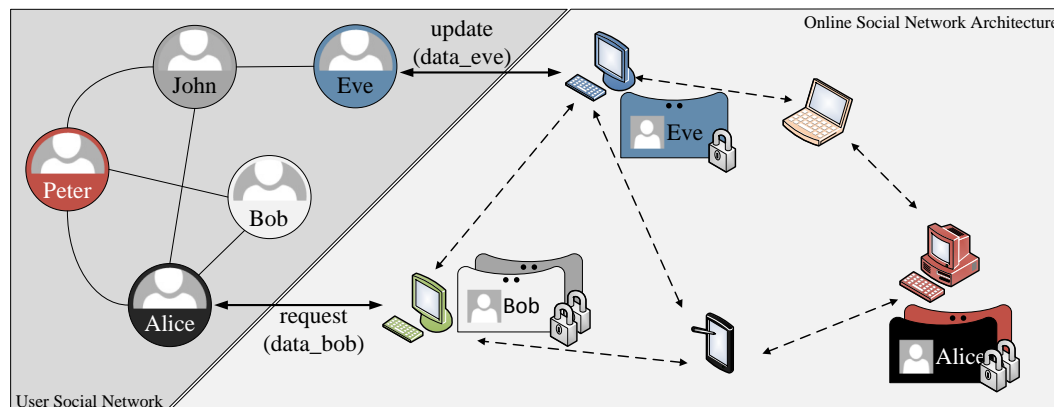 Online Social Network Architecture
update
(data_eve)
John
Eve
Eve
Peter
Bob
Bob
Alice
request
(data_bob)
Alice
User Social Network